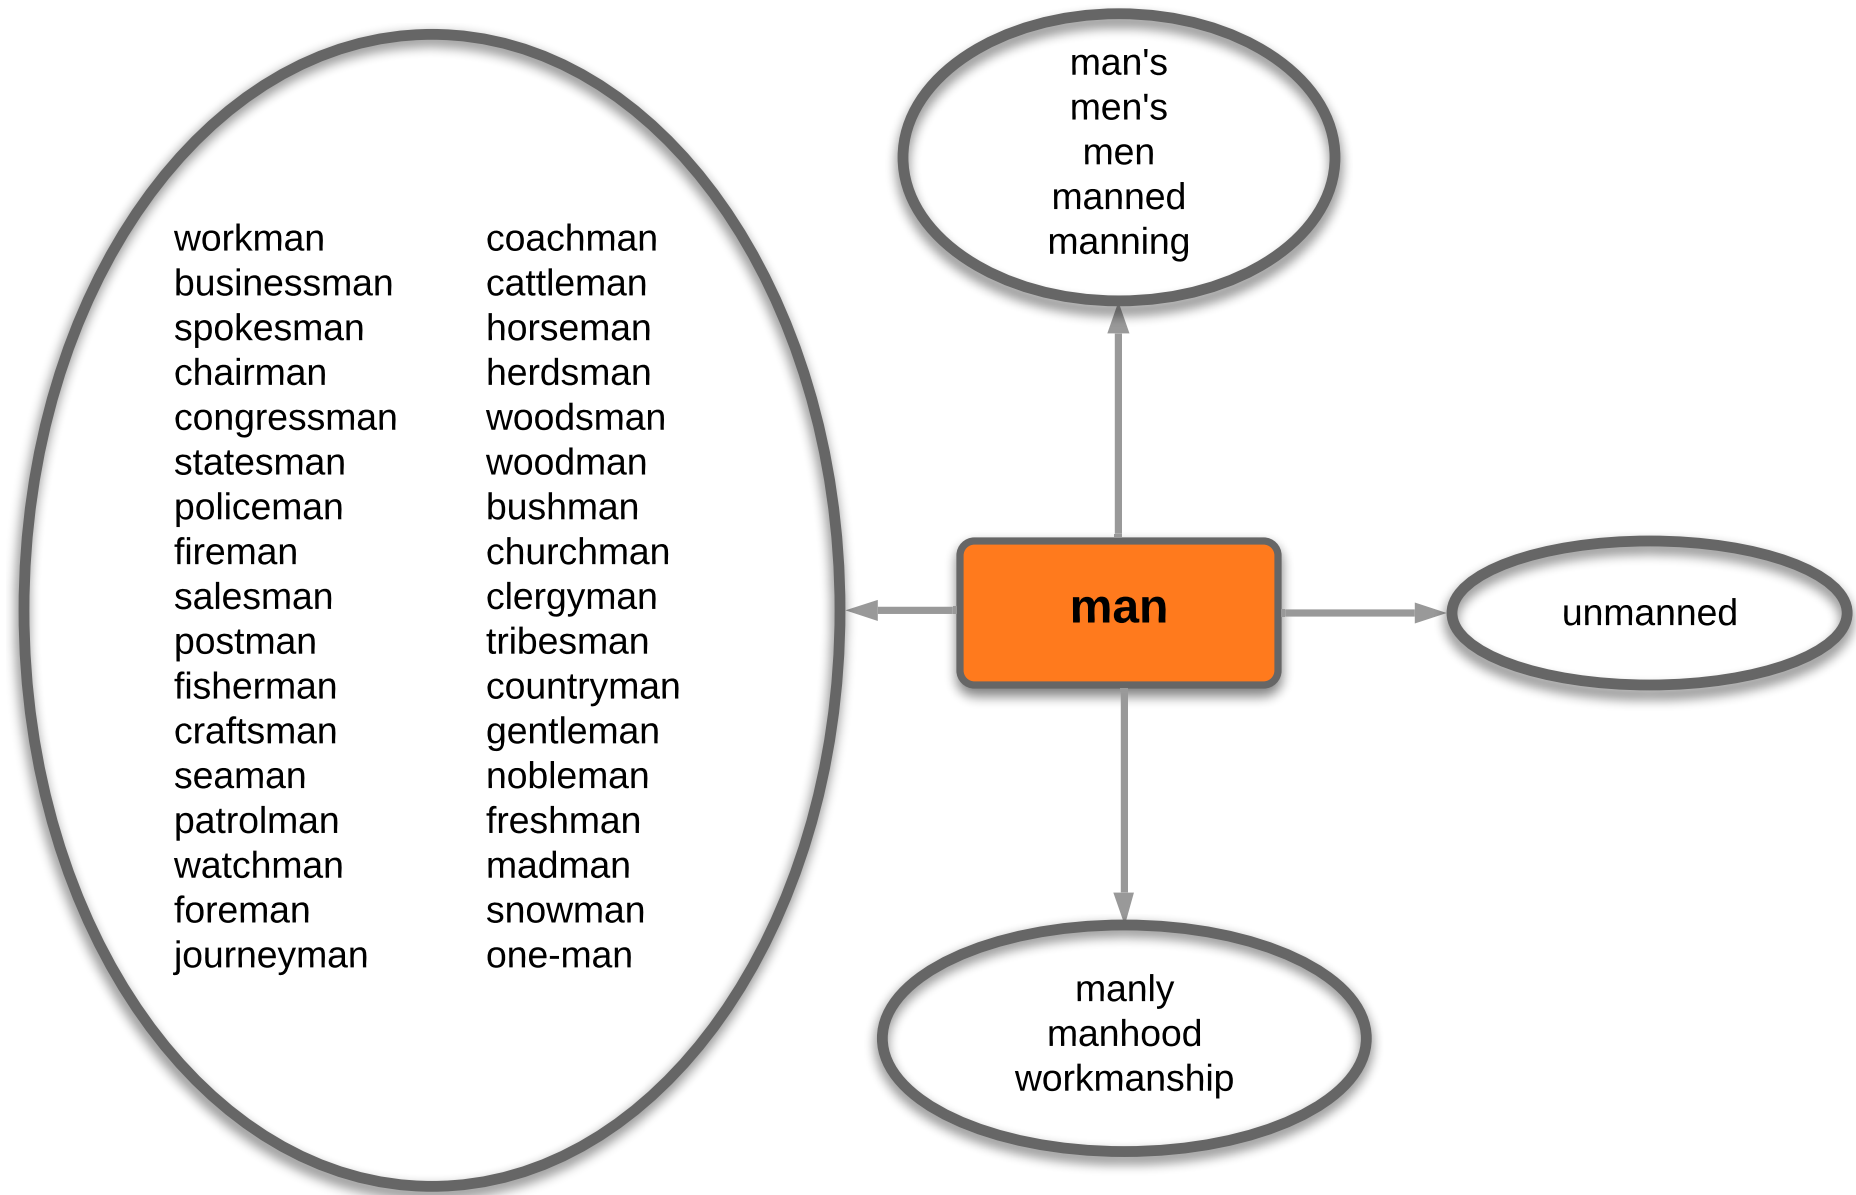 man's
men's
men
manned
manning
workman
businessman
spokesman
chairman
congressman
statesman
policeman
fireman
salesman
postman
fisherman
craftsman
seaman
patrolman
watchman
foreman
journeyman
coachman
cattleman
horseman
herdsman
woodsman
woodman
bushman
churchman
clergyman
tribesman
countryman
gentleman
nobleman
freshman
madman
snowman
one-man
man
unmanned
manly
manhood
workmanship